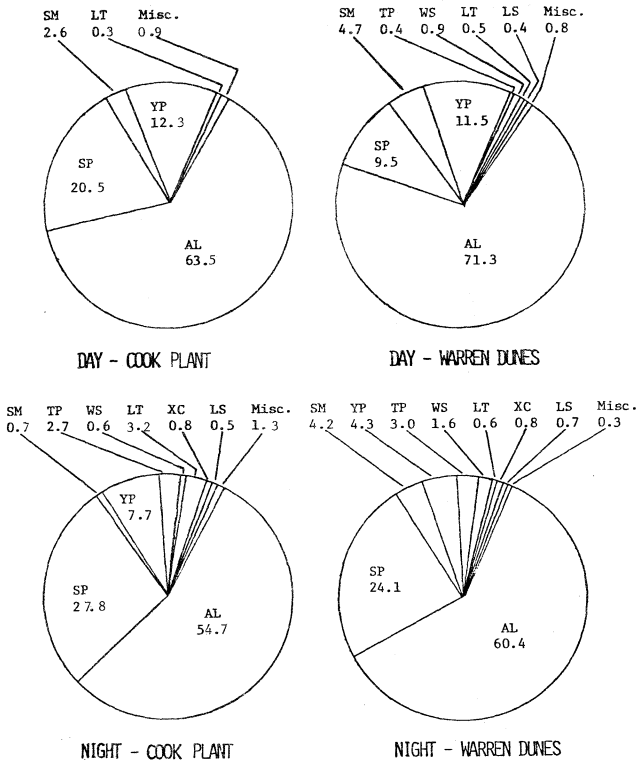 SM LT Misc.
2.6 0.3 0.9
YP
12.3
SP
20.5
AL
63.5
DAY - COOK PLANT
SM TP WS LT LS Misc.
4.7 0.4 0.9 0.5 0.4 0.8
YP
11.5
SP
9.5
AL
71.3
DAY - WARREN DUNES
SM TP WS LT XC LS Misc.
0.7 2.7 0.6 3.2 0.8 0.5 1.3
YP
7.7
SP
27.8
AL
54.7
NIGHT - COOK PLANT
SM YP TP WS LT XC LS Misc.
4.2 4.3 3.0 1.6 0.6 0.8 0.7 0.3
SP
24.1
AL
60.4
NIGHT - WARREN DUNES